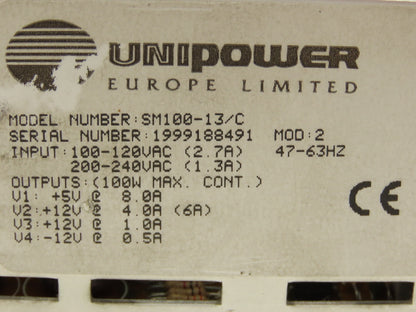 UNIPOWER
EUROPE LIMITED
MODEL NUMBER:SM100-13/C
SERIAL NUMBER:1999188491 MOD:2
INPUT:100-120VAC (2.7A) 47-63HZ
200-240VAC (1.3A)
OUTPUTS:(100W MAX. CONT.)
V1: +5V @ 8.0A
V2:+12V @ 4.0A (6A)
V3:+12V @ 1.0A
V4:-12V @ 0.5A
CE